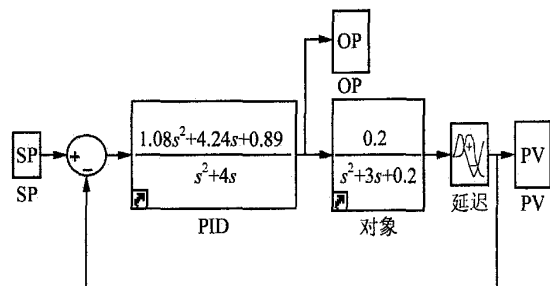 OP
OP
1.08s²+4.24s+0.89
s²+4s
PID
0.2
s²+3s+0.2
对象
SP
SP
+
−
延迟
PV
PV